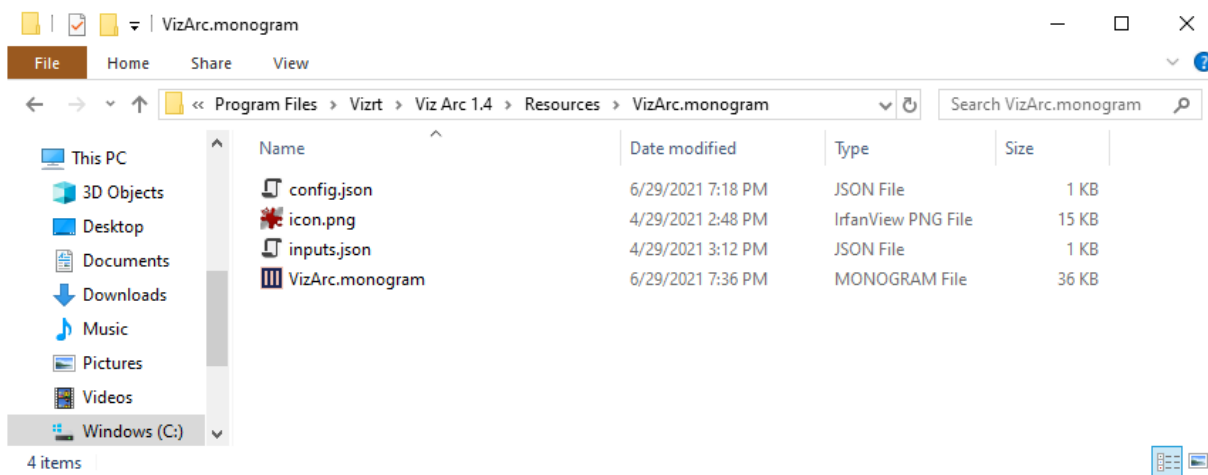 VizArc.monogram
File Home Share View
?
« Program Files › Vizrt › Viz Arc 1.4 › Resources › VizArc.monogram Search VizArc.monogram
This PC
3D Objects
Desktop
Documents
Downloads
Music
Pictures
Videos
Windows (C:)
Name Date modified Type Size
config.json 6/29/2021 7:18 PM JSON File 1 KB
icon.png 4/29/2021 2:48 PM IrfanView PNG File 15 KB
inputs.json 4/29/2021 3:12 PM JSON File 1 KB
VizArc.monogram 6/29/2021 7:36 PM MONOGRAM File 36 KB
4 items